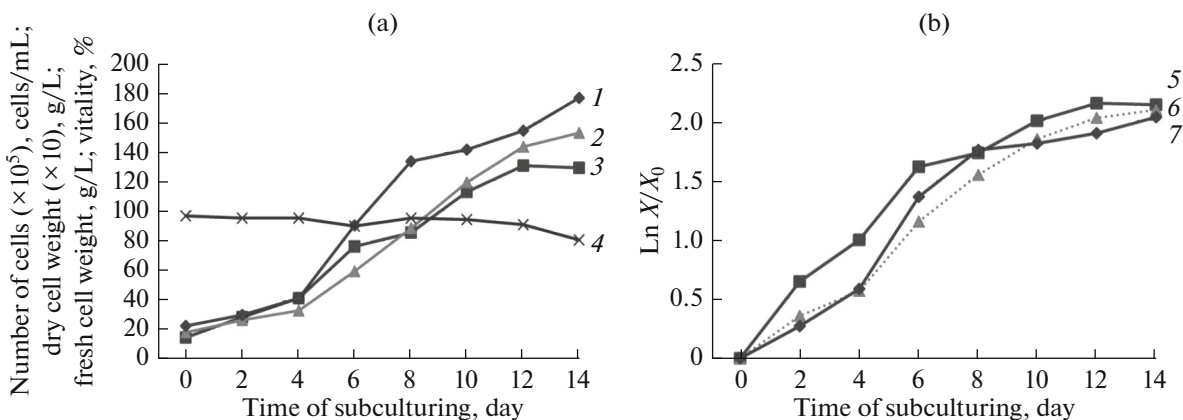 (a)
Number of cells (×10⁵), cells/mL;
dry cell weight (×10), g/L;
fresh cell weight, g/L; vitality, %
200
180
160
140
120
100
80
60
40
20
0
1
2
3
4
0 2 4 6 8 10 12 14
Time of subculturing, day
(b)
Ln X/X₀
2.5
2.0
1.5
1.0
0.5
0
5
6
7
0 2 4 6 8 10 12 14
Time of subculturing, day